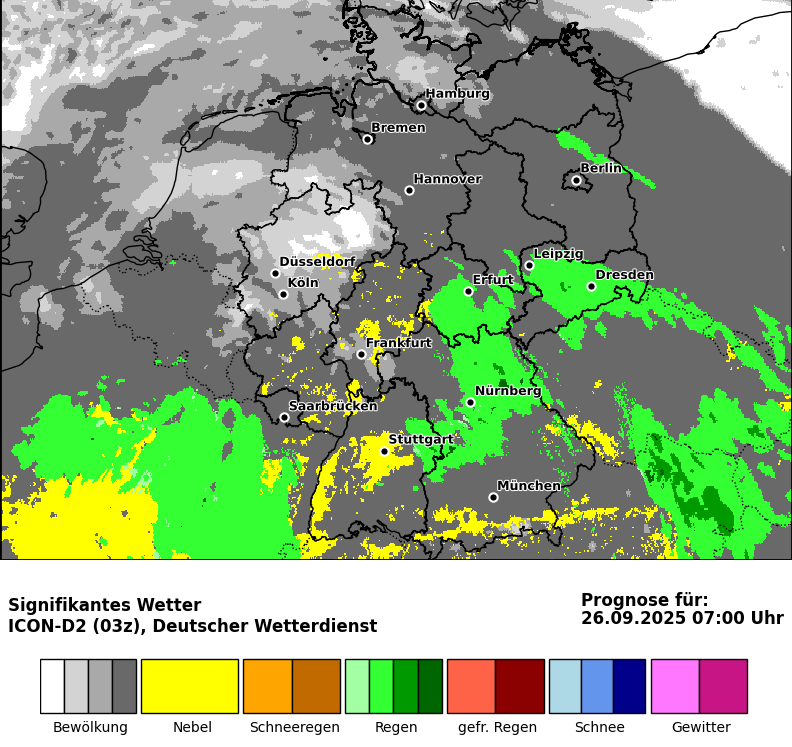 Hamburg
Bremen
Berlin
Hannover
Düsseldorf
Leipzig
Köln
Erfurt
Dresden
Frankfurt
Nürnberg
Saarbrücken
Stuttgart
München
Signifikantes Wetter
ICON-D2 (03z), Deutscher Wetterdienst
Prognose für:
26.09.2025 07:00 Uhr
Bewölkung
Nebel
Schneeregen
Regen
gefr. Regen
Schnee
Gewitter